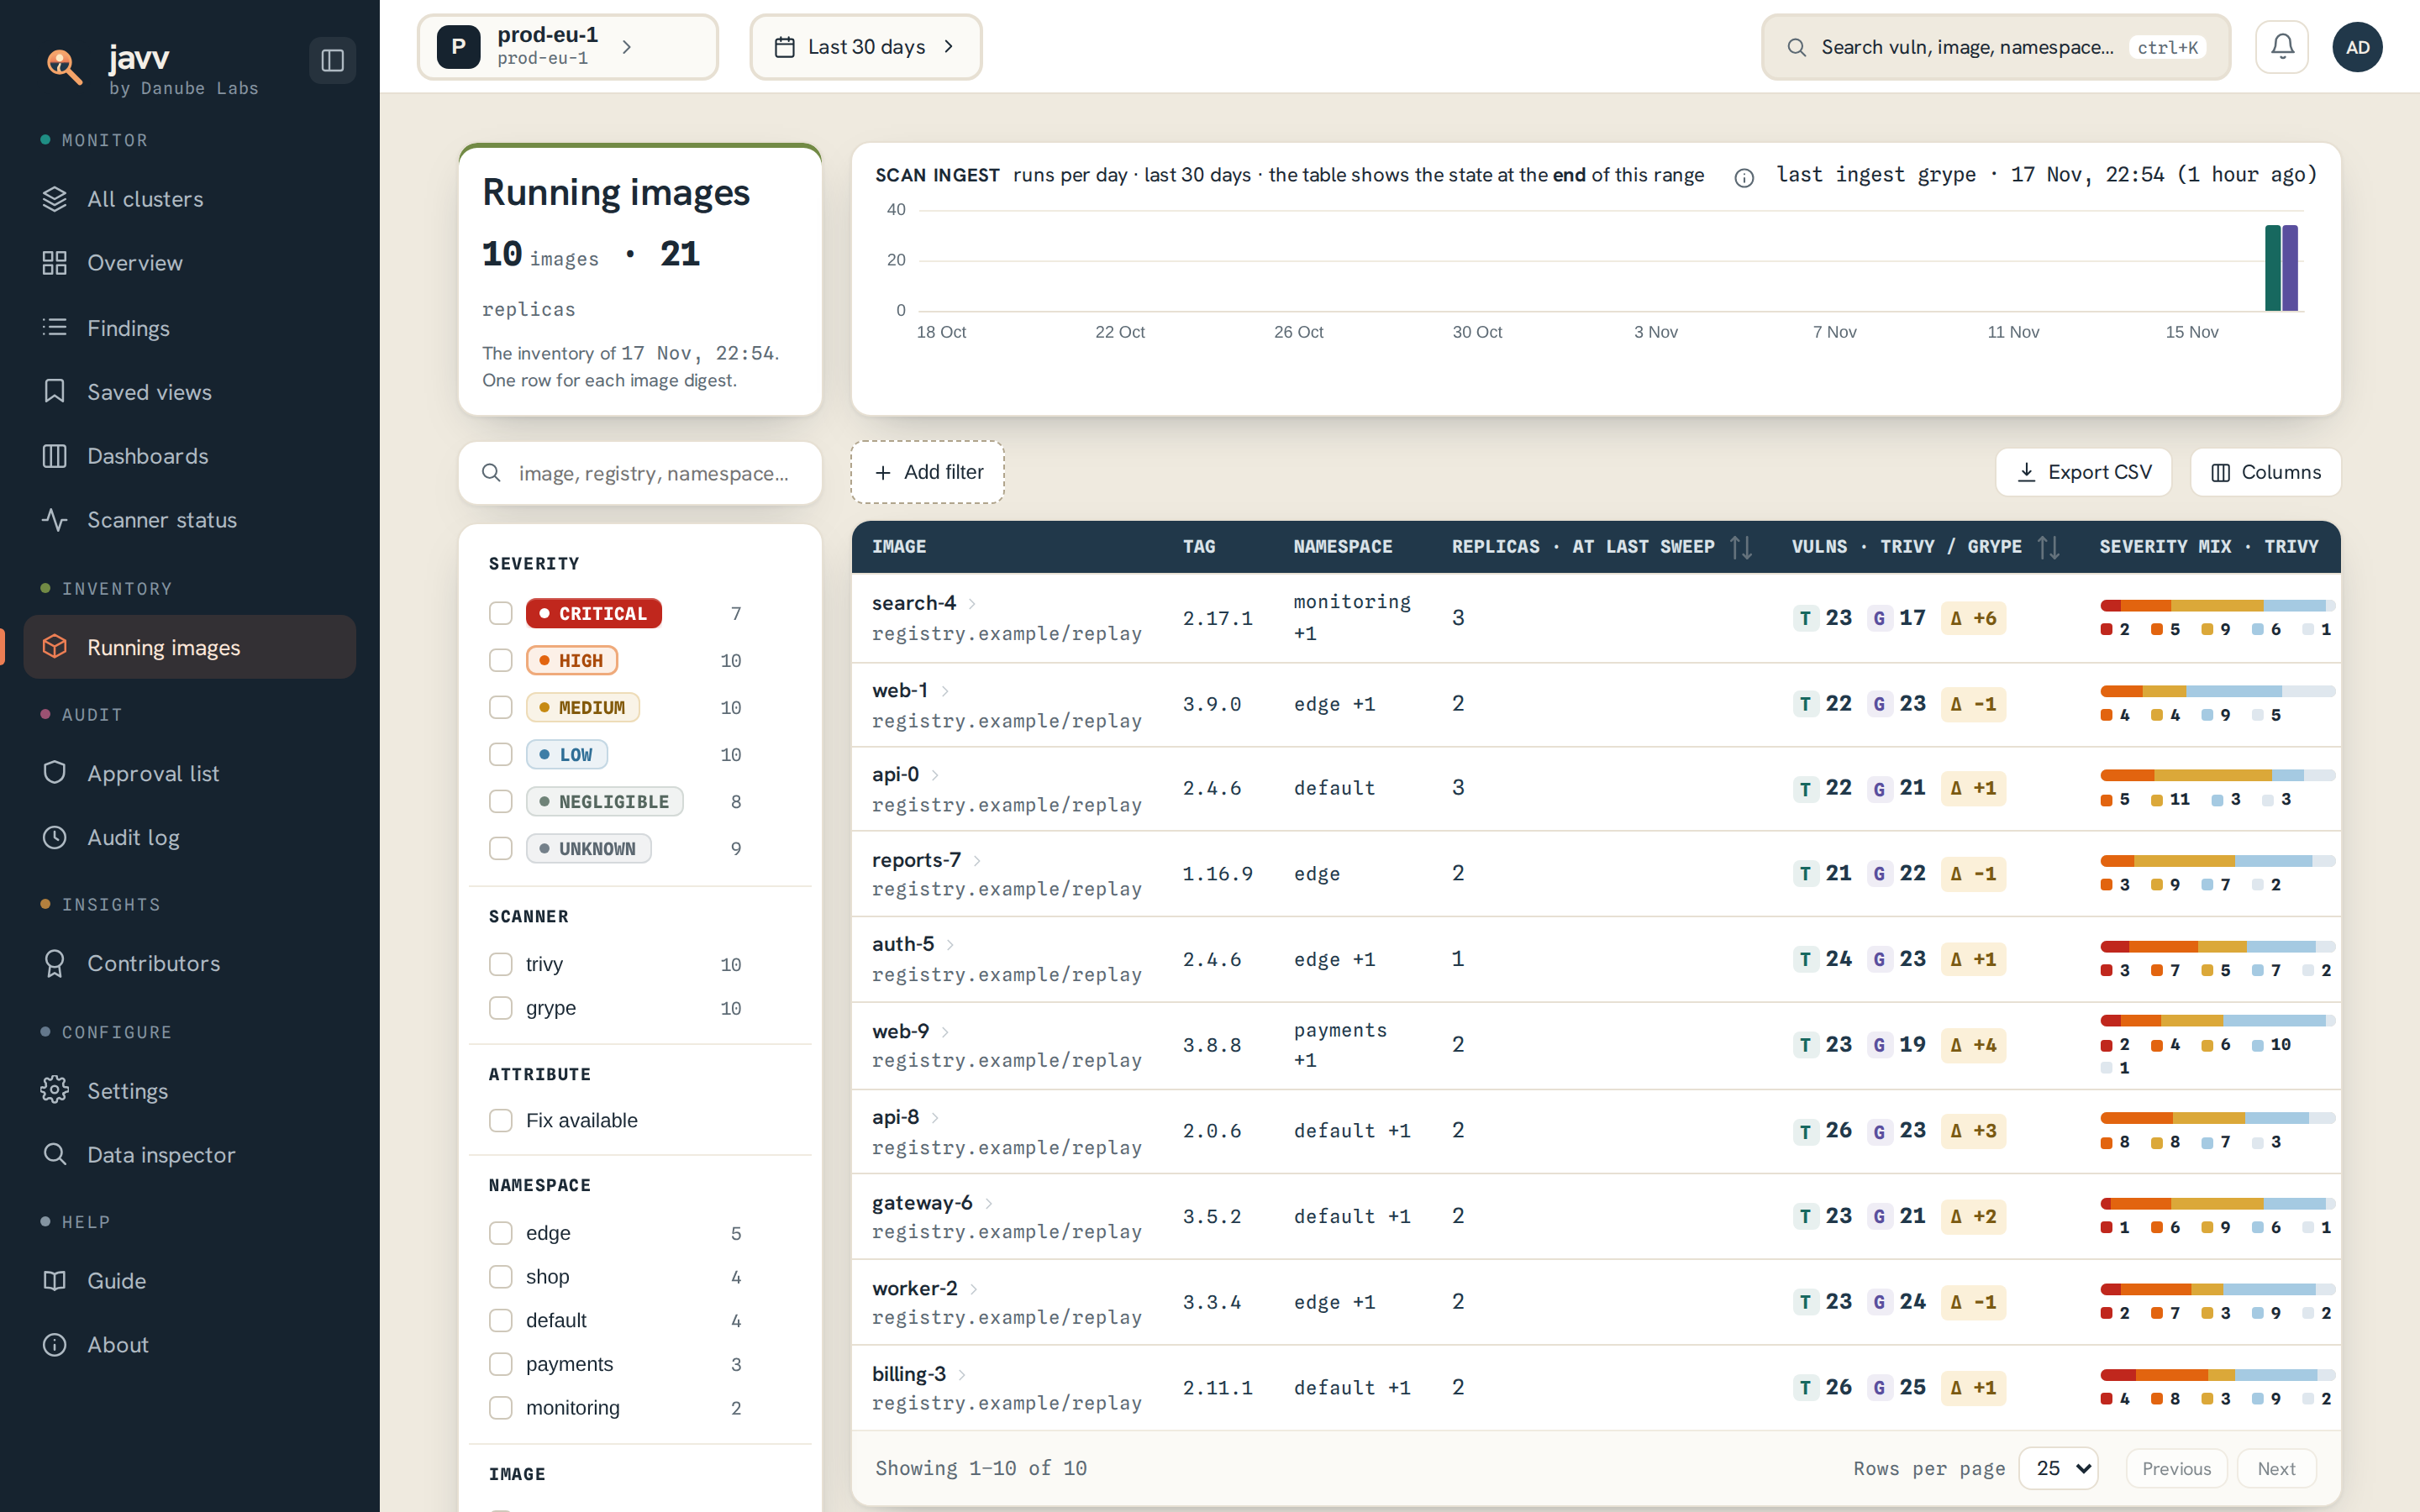 javv
by Danube Labs
MONITOR
All clusters
Overview
Findings
Saved views
Dashboards
Scanner status
INVENTORY
Running images
AUDIT
Approval list
Audit log
INSIGHTS
Contributors
CONFIGURE
Settings
Data inspector
HELP
Guide
About
P prod-eu-1
prod-eu-1
Last 30 days
Search vuln, image, namespace... ctrl+K
AD
Running images
10 images • 21
replicas
The inventory of 17 Nov, 22:54.
One row for each image digest.
SCAN INGEST runs per day · last 30 days · the table shows the state at the end of this range last ingest grype · 17 Nov, 22:54 (1 hour ago)
40
20
0
18 Oct 22 Oct 26 Oct 30 Oct 3 Nov 7 Nov 11 Nov 15 Nov
image, registry, namespace...
Add filter
Export CSV
Columns
SEVERITY
CRITICAL 7
HIGH 10
MEDIUM 10
LOW 10
NEGLIGIBLE 8
UNKNOWN 9
SCANNER
trivy 10
grype 10
ATTRIBUTE
Fix available
NAMESPACE
edge 5
shop 4
default 4
payments 3
monitoring 2
IMAGE
IMAGE TAG NAMESPACE REPLICAS · AT LAST SWEEP VULNS · TRIVY / GRYPE SEVERITY MIX · TRIVY
search-4
registry.example/replay 2.17.1 monitoring +1 3 T 23 G 17 Δ +6 2 5 9 6 1
web-1
registry.example/replay 3.9.0 edge +1 2 T 22 G 23 Δ −1 4 4 9 5
api-0
registry.example/replay 2.4.6 default 3 T 22 G 21 Δ +1 5 11 3 3
reports-7
registry.example/replay 1.16.9 edge 2 T 21 G 22 Δ −1 3 9 7 2
auth-5
registry.example/replay 2.4.6 edge +1 1 T 24 G 23 Δ +1 3 7 5 7 2
web-9
registry.example/replay 3.8.8 payments +1 2 T 23 G 19 Δ +4 2 4 6 10 1
api-8
registry.example/replay 2.0.6 default +1 2 T 26 G 23 Δ +3 8 8 7 3
gateway-6
registry.example/replay 3.5.2 default +1 2 T 23 G 21 Δ +2 1 6 9 6 1
worker-2
registry.example/replay 3.3.4 edge +1 2 T 23 G 24 Δ −1 2 7 3 9 2
billing-3
registry.example/replay 2.11.1 default +1 2 T 26 G 25 Δ +1 4 8 3 9 2
Showing 1–10 of 10
Rows per page 25 Previous Next